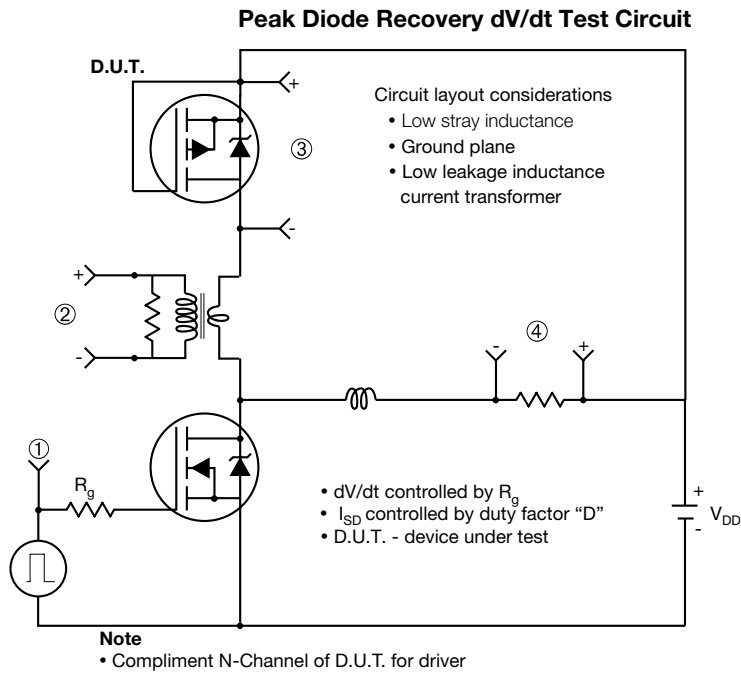 Peak Diode Recovery dV/dt Test Circuit
D.U.T.
+
Circuit layout considerations
• Low stray inductance
③
• Ground plane
• Low leakage inductance
current transformer
-
+
②
-
④
-
+
①
Rg
• dV/dt controlled by Rg
• ISD controlled by duty factor “D”
• D.U.T. - device under test
+
VDD
-
Note
• Compliment N-Channel of D.U.T. for driver